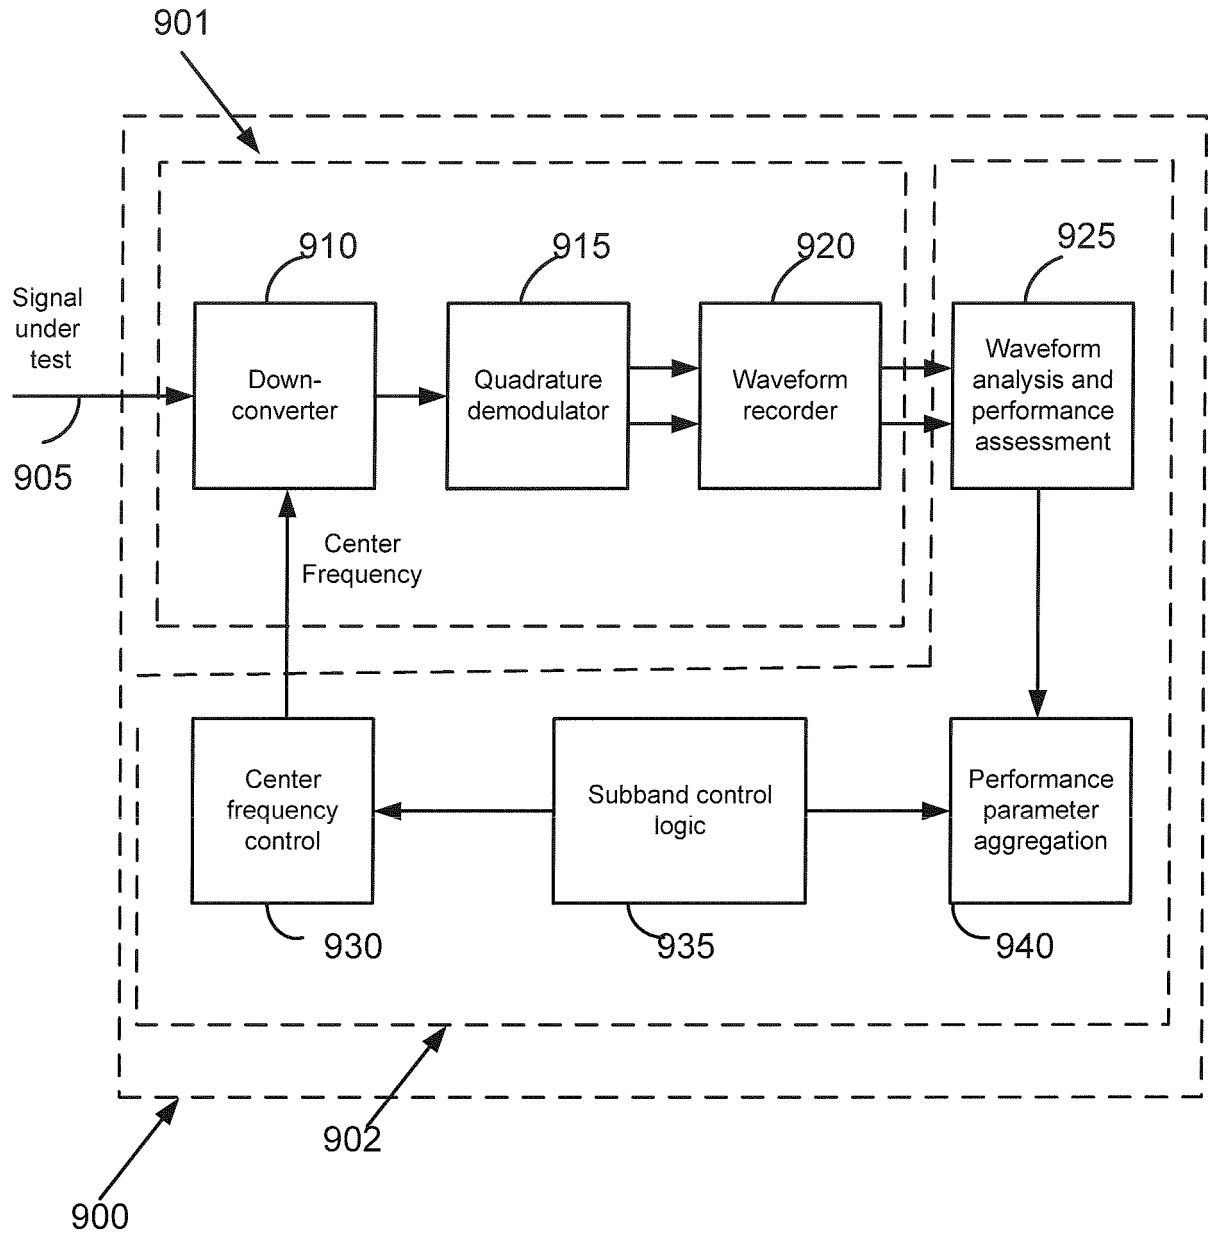 901
910
915
920
925
Signal
under
test
905
Down-
converter
Quadrature
demodulator
Waveform
recorder
Waveform
analysis and
performance
assessment
Center
Frequency
Center
frequency
control
Subband control
logic
Performance
parameter
aggregation
930
935
940
902
900